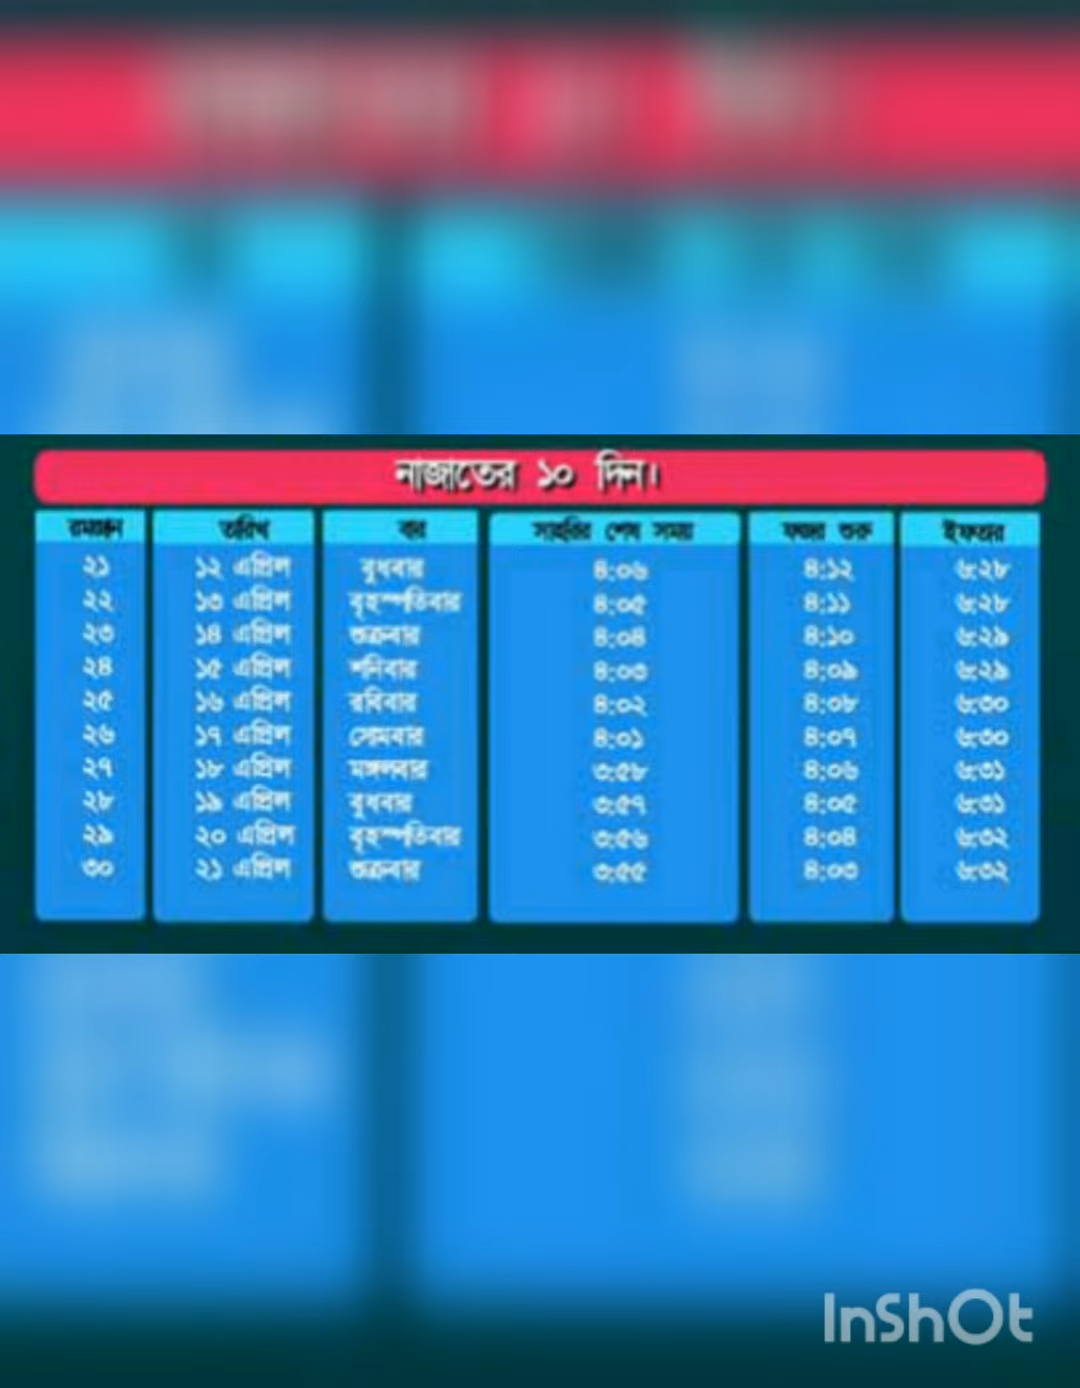 নাজাতের ১০ দিন।
রমজান তারিখ বার সাহরির শেষ সময় ফজর শুরু ইফতার
২১ ১২ এপ্রিল বুধবার ৪:০৬ ৪:১২ ৬:২৮
২২ ১৩ এপ্রিল বৃহস্পতিবার ৪:০৫ ৪:১১ ৬:২৮
২৩ ১৪ এপ্রিল শুক্রবার ৪:০৪ ৪:১০ ৬:২৯
২৪ ১৫ এপ্রিল শনিবার ৪:০৩ ৪:০৯ ৬:২৯
২৫ ১৬ এপ্রিল রবিবার ৪:০২ ৪:০৮ ৬:৩০
২৬ ১৭ এপ্রিল সোমবার ৪:০১ ৪:০৭ ৬:৩০
২৭ ১৮ এপ্রিল মঙ্গলবার ৩:৫৮ ৪:০৬ ৬:৩১
২৮ ১৯ এপ্রিল বুধবার ৩:৫৭ ৪:০৫ ৬:৩১
২৯ ২০ এপ্রিল বৃহস্পতিবার ৩:৫৬ ৪:০৪ ৬:৩২
৩০ ২১ এপ্রিল শুক্রবার ৩:৫৫ ৪:০৩ ৬:৩২
InShOt